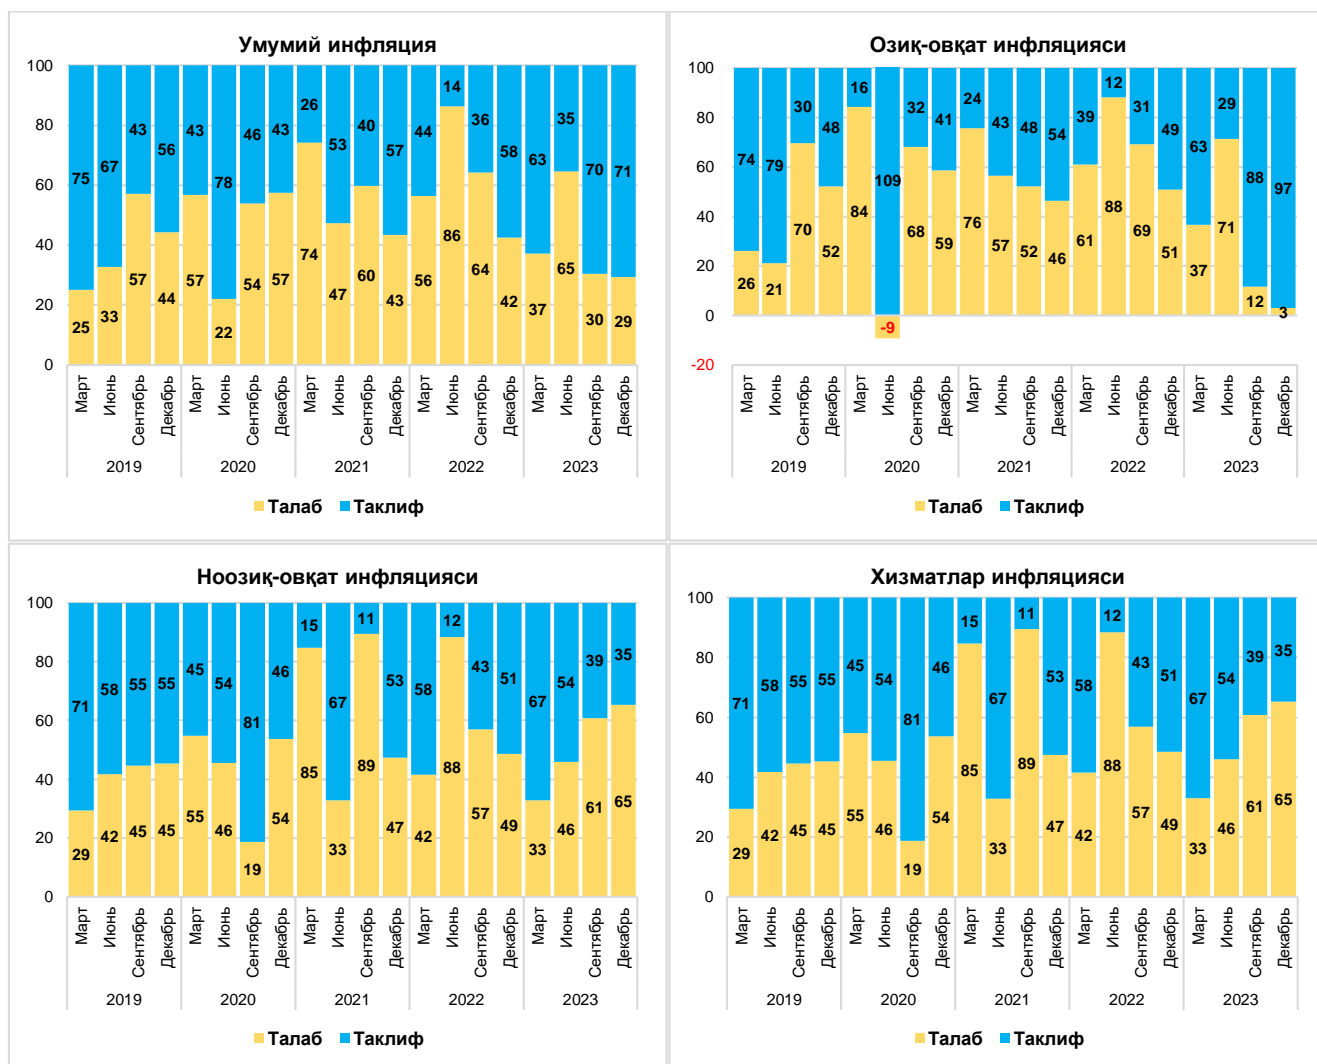 Умумий инфляция
100
80
60
40
20
0
75 67 43 56 43 78 46 43 26 53 40 57 44 14 36 58 63 35 70 71
25 33 57 44 57 22 54 57 74 47 60 43 56 86 64 42 37 65 30 29
Март Июнь Сентябрь Декабрь Март Июнь Сентябрь Декабрь Март Июнь Сентябрь Декабрь Март Июнь Сентябрь Декабрь Март Июнь Сентябрь Декабрь
2019 2020 2021 2022 2023
Талаб Таклиф
Озиқ-овқат инфляцияси
100
80
60
40
20
0
-20
74 79 30 48 16 109 32 41 24 43 48 54 39 12 31 49 63 29 88 97
26 21 70 52 84 -9 68 59 76 57 52 46 61 88 69 51 37 71 12 3
Март Июнь Сентябрь Декабрь Март Июнь Сентябрь Декабрь Март Июнь Сентябрь Декабрь Март Июнь Сентябрь Декабрь Март Июнь Сентябрь Декабрь
2019 2020 2021 2022 2023
Талаб Таклиф
Ноозиқ-овқат инфляцияси
100
80
60
40
20
0
71 58 55 55 45 54 81 46 15 67 11 53 58 12 43 51 67 54 39 35
29 42 45 45 55 46 19 54 85 33 89 47 42 88 57 49 33 46 61 65
Март Июнь Сентябрь Декабрь Март Июнь Сентябрь Декабрь Март Июнь Сентябрь Декабрь Март Июнь Сентябрь Декабрь Март Июнь Сентябрь Декабрь
2019 2020 2021 2022 2023
Талаб Таклиф
Хизматлар инфляцияси
100
80
60
40
20
0
71 58 55 55 45 54 81 46 15 67 11 53 58 12 43 51 67 54 39 35
29 42 45 45 55 46 19 54 85 33 89 47 42 88 57 49 33 46 61 65
Март Июнь Сентябрь Декабрь Март Июнь Сентябрь Декабрь Март Июнь Сентябрь Декабрь Март Июнь Сентябрь Декабрь Март Июнь Сентябрь Декабрь
2019 2020 2021 2022 2023
Талаб Таклиф